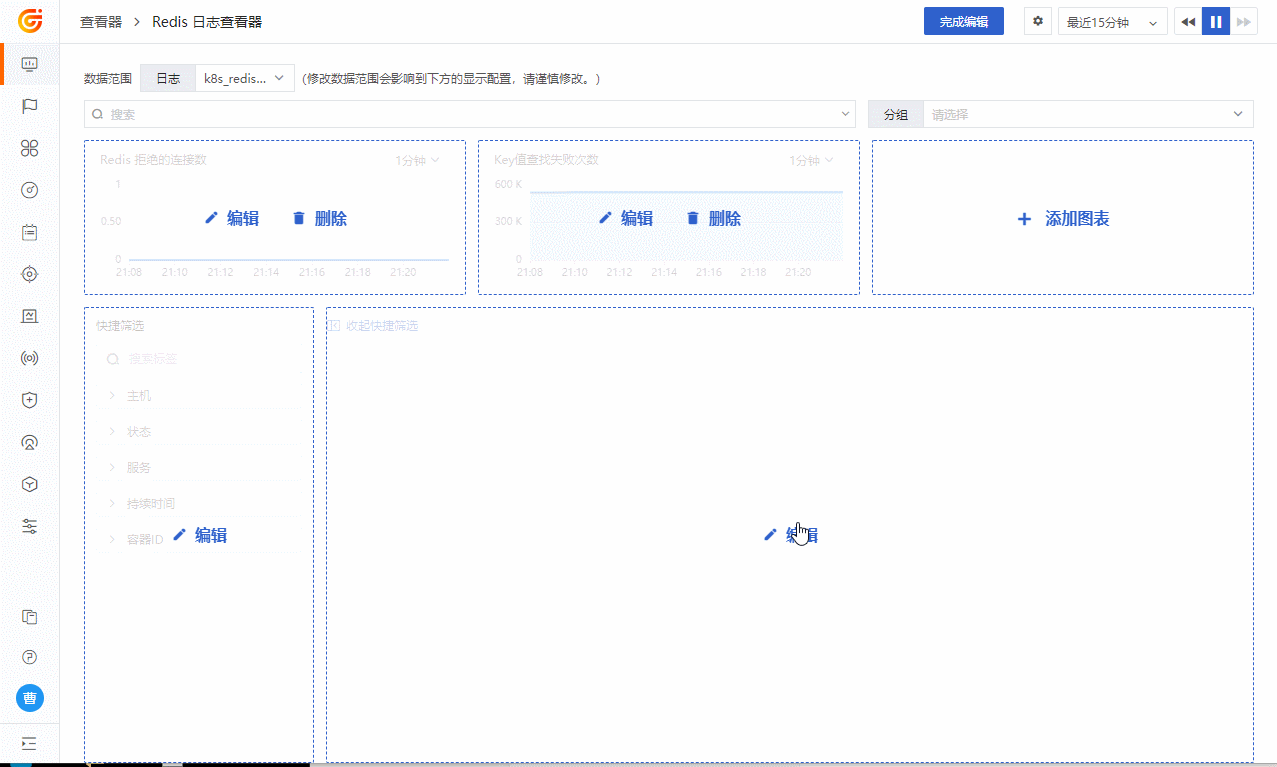 查看器 > Redis 日志查看器
完成编辑
最近15分钟
数据范围 日志 k8s_redis... (修改数据范围会影响到下方的显示配置，请谨慎修改。)
搜索
分组 请选择
Redis 拒绝的连接数 1分钟
1
0.50
0
编辑 删除
21:08 21:10 21:12 21:14 21:16 21:18 21:20
Key值查找失败次数 1分钟
600 K
300 K
0
编辑 删除
21:08 21:10 21:12 21:14 21:16 21:18 21:20
+ 添加图表
快捷筛选
搜索标签
主机
状态
服务
持续时间
容器ID
编辑
收起快捷筛选
编辑
曹